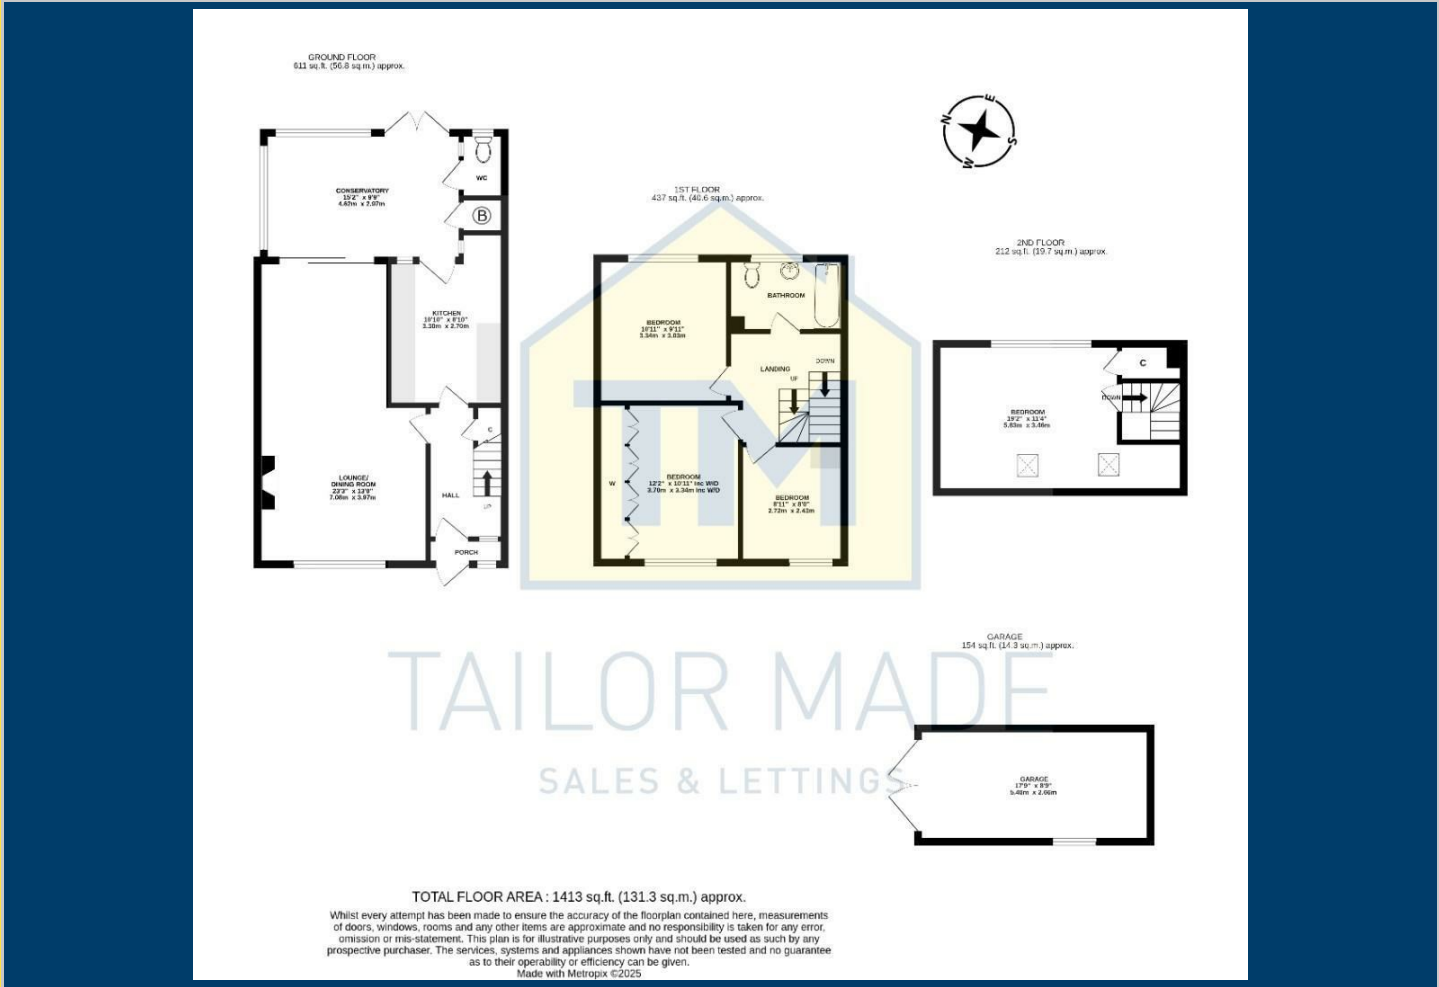 GROUND FLOOR
611 sq.ft. (56.8 sq.m.) approx.
CONSERVATORY
15'2" x 9'9"
4.62m x 2.97m
WC
B
KITCHEN
10'10" x 8'10"
3.30m x 2.70m
LOUNGE/
DINING ROOM
23'3" x 13'0"
7.08m x 3.97m
C
HALL
UP
PORCH
1ST FLOOR
437 sq.ft. (40.6 sq.m.) approx.
BEDROOM
10'11" x 9'11"
3.34m x 3.03m
BATHROOM
LANDING
DOWN
UP
W
BEDROOM
12'2" x 10'11" inc W/D
3.70m x 3.34m inc W/D
BEDROOM
8'11" x 8'0"
2.72m x 2.43m
N
E
S
W
2ND FLOOR
212 sq.ft. (19.7 sq.m.) approx.
C
DOWN
BEDROOM
19'2" x 11'4"
5.83m x 3.46m
TM
TAILOR MADE
SALES & LETTINGS
GARAGE
154 sq.ft. (14.3 sq.m.) approx.
GARAGE
17'9" x 8'9"
5.40m x 2.66m
TOTAL FLOOR AREA : 1413 sq.ft. (131.3 sq.m.) approx.
Whilst every attempt has been made to ensure the accuracy of the floorplan contained here, measurements
of doors, windows, rooms and any other items are approximate and no responsibility is taken for any error,
omission or mis-statement. This plan is for illustrative purposes only and should be used as such by any
prospective purchaser. The services, systems and appliances shown have not been tested and no guarantee
as to their operability or efficiency can be given.
Made with Metropix ©2025